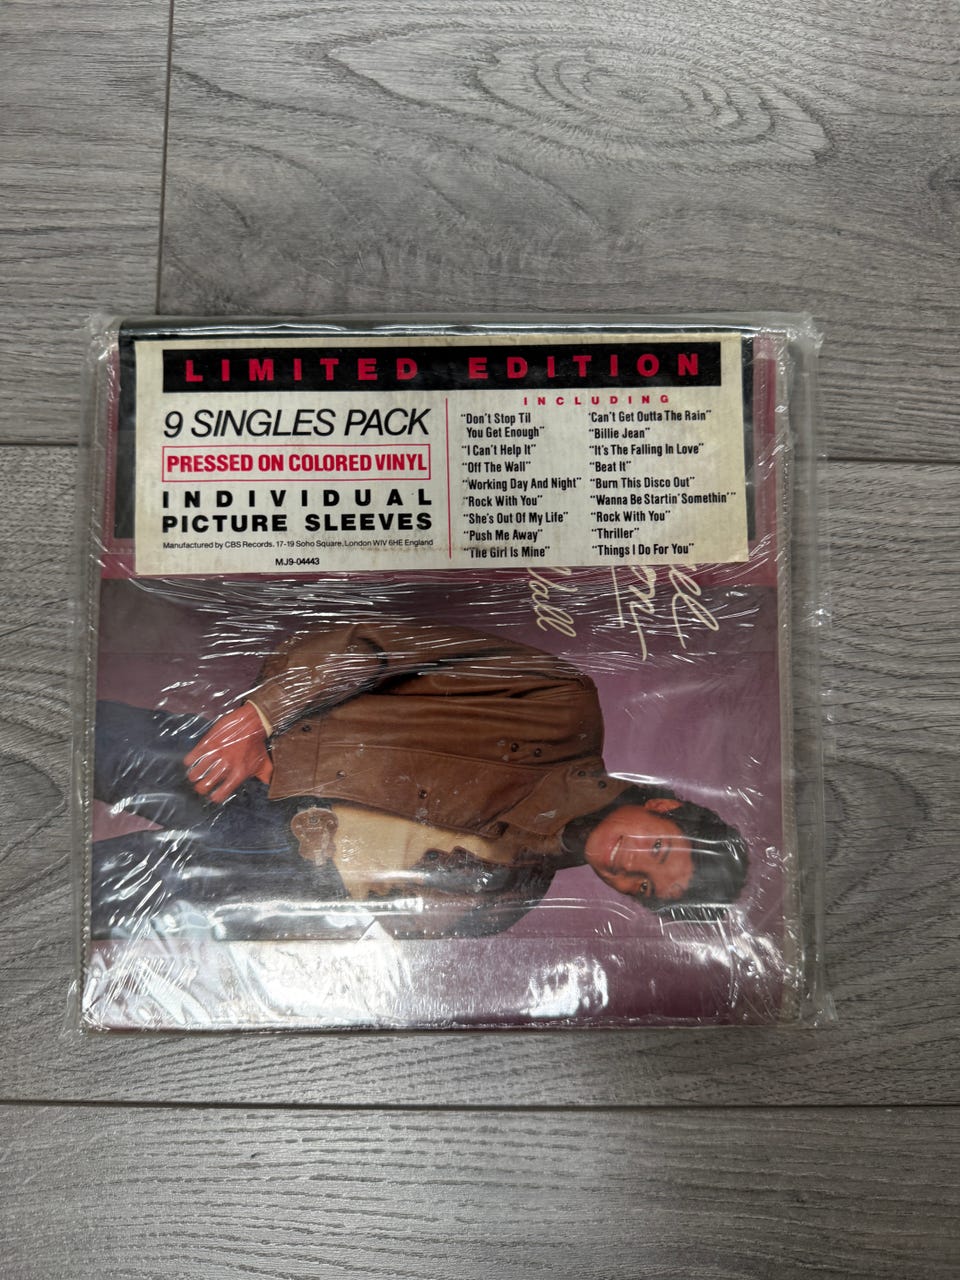 LIMITED EDITION
9 SINGLES PACK
PRESSED ON COLORED VINYL
INDIVIDUAL
PICTURE SLEEVES
Manufactured by CBS Records. 17-19 Soho Square. London WIV 6HE England
MJ9-04443
INCLUDING
"Don't Stop Til
You Get Enough"
"I Can't Help It"
"Off The Wall"
"Working Day And Night"
"Rock With You"
"She's Out Of My Life"
"Push Me Away"
"The Girl Is Mine"
'Can't Get Outta The Rain"
"Billie Jean"
"It's The Falling In Love"
"Beat It"
"Burn This Disco Out"
"Wanna Be Startin' Somethin'"
"Rock With You"
"Thriller"
"Things I Do For You"